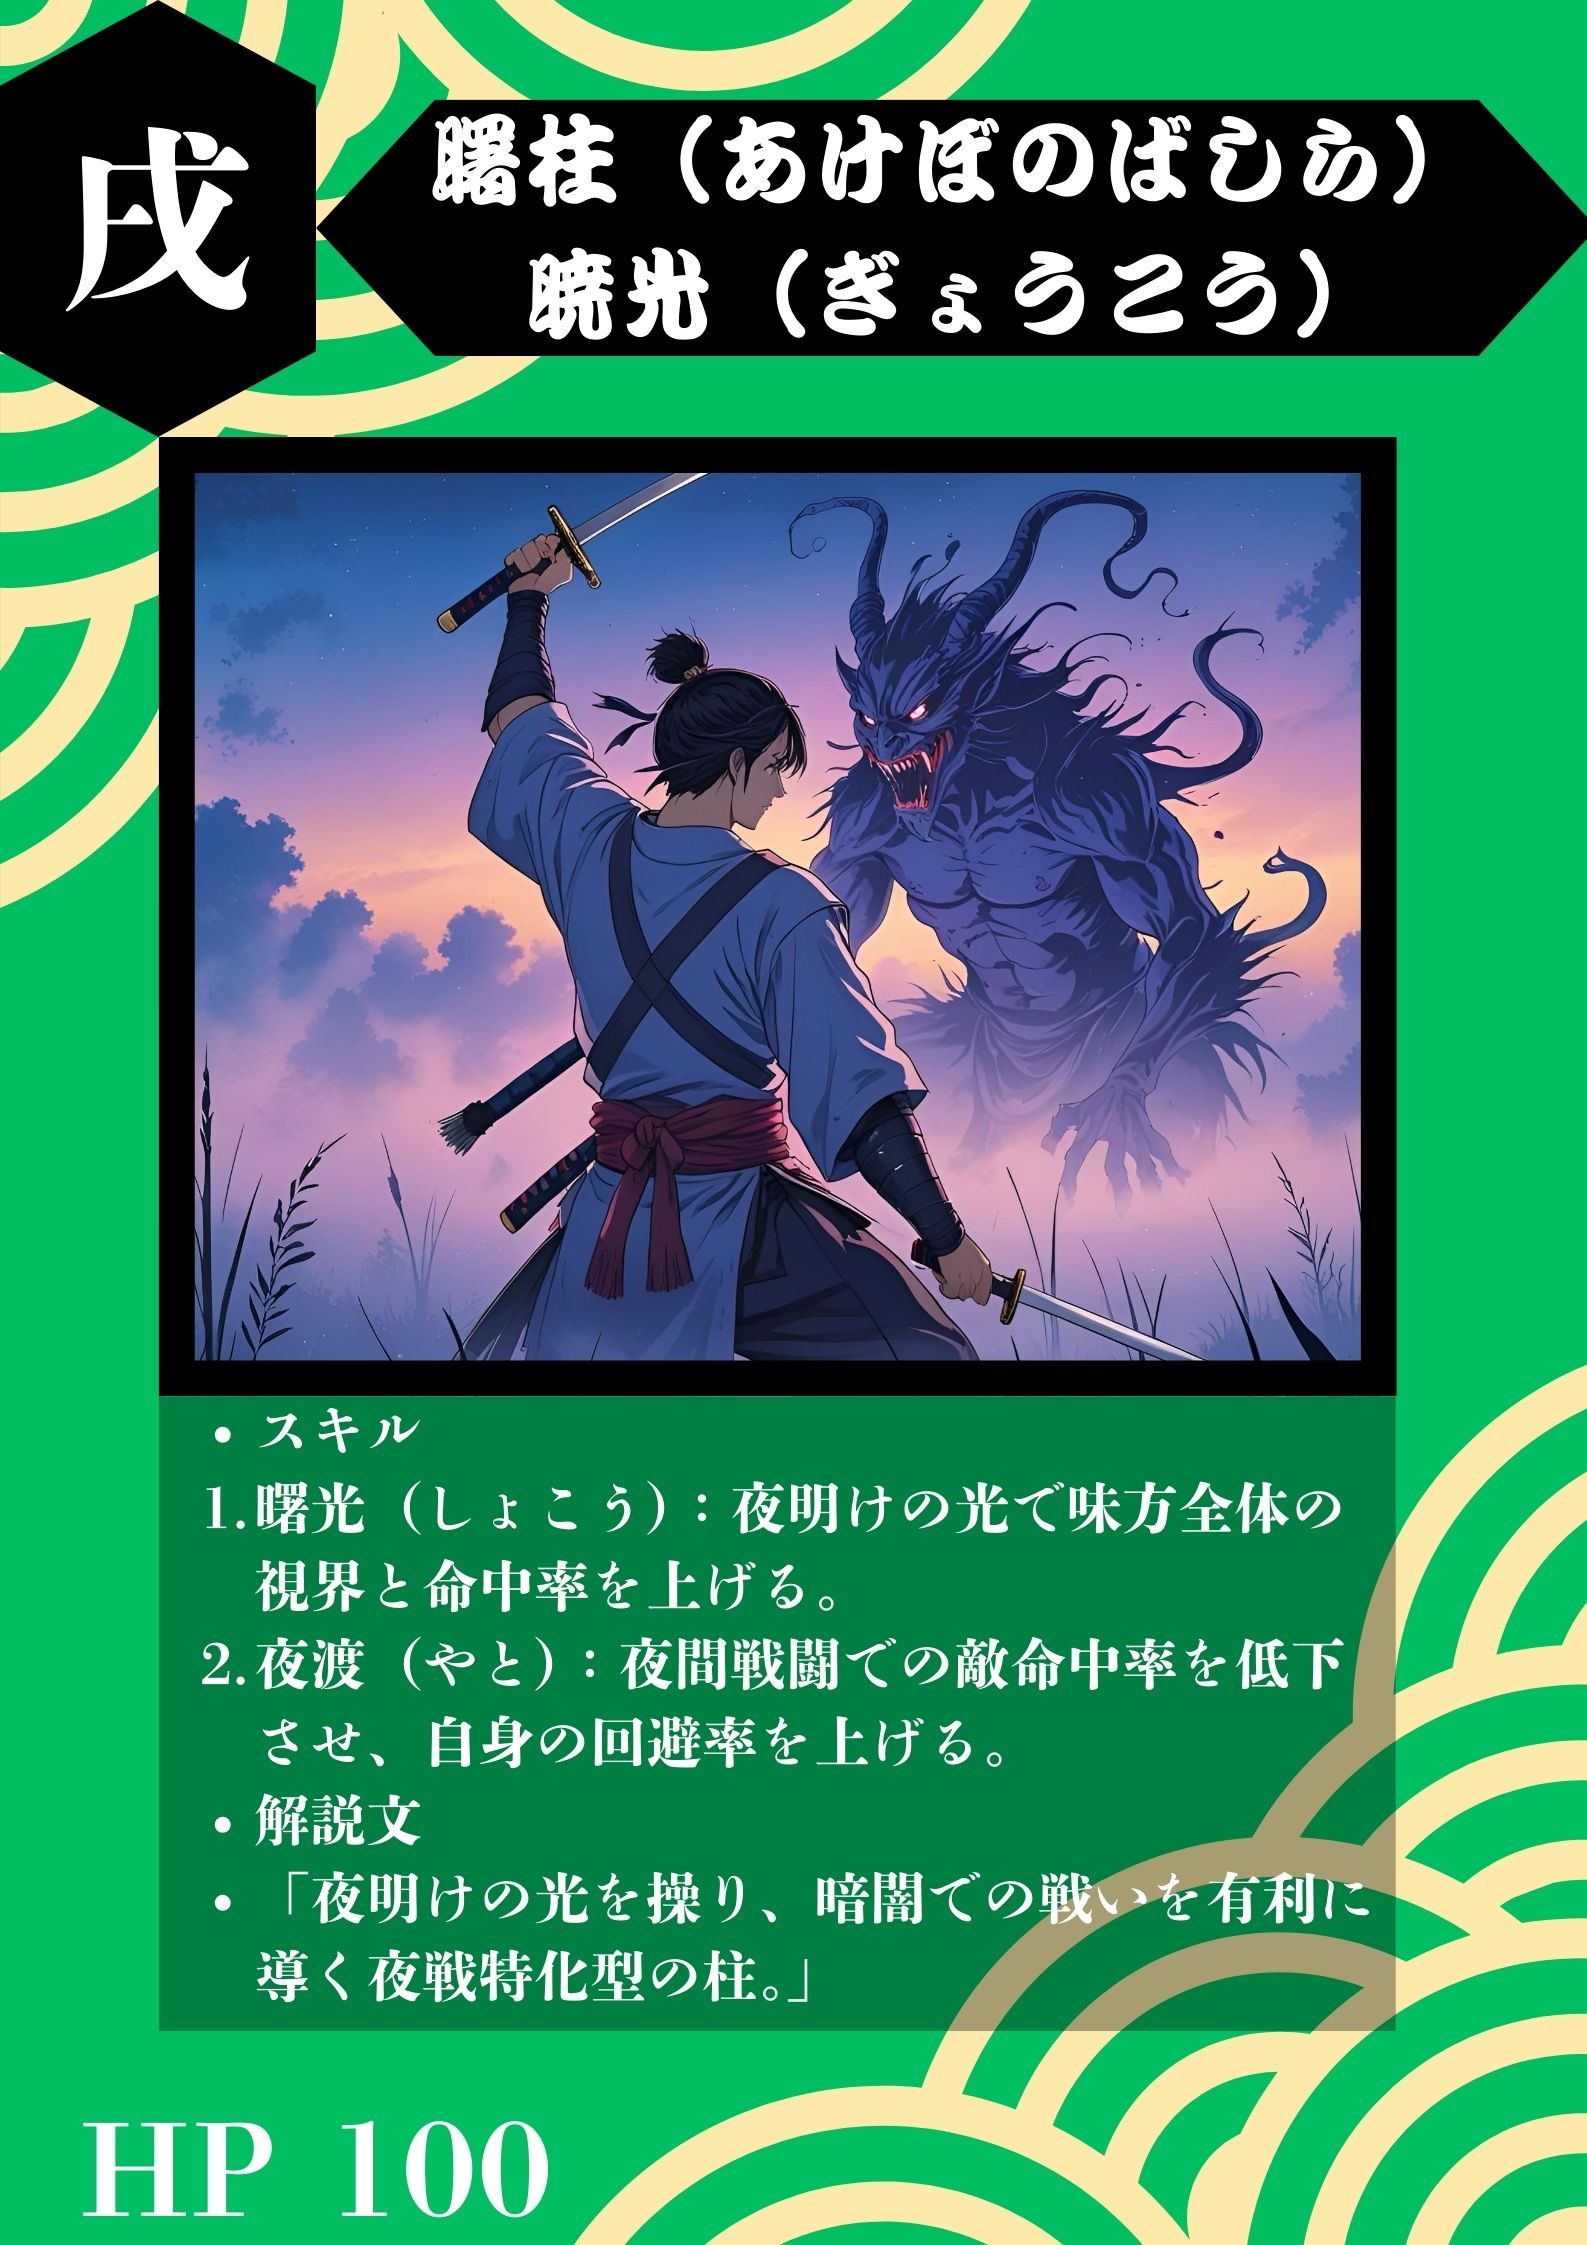 戌
曙柱（あけぼのばしら）
暁光（ぎょうこう）
• スキル
1. 曙光（しょこう）：夜明けの光で味方全体の
視界と命中率を上げる。
2. 夜渡（やと）：夜間戦闘での敵命中率を低下
させ、自身の回避率を上げる。
• 解説文
• 「夜明けの光を操り、暗闇での戦いを有利に
導く夜戦特化型の柱。」
HP 100